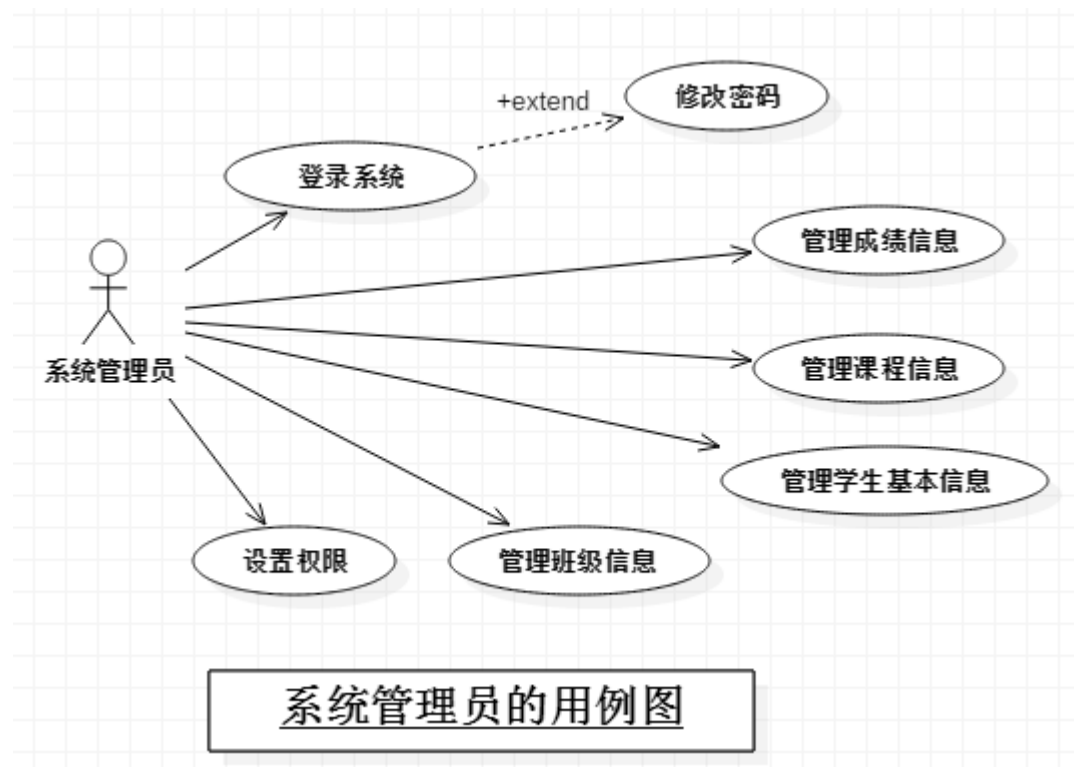 +extend
修改密码
登录系统
管理成绩信息
管理课程信息
系统管理员
管理学生基本信息
设置权限
管理班级信息
系统管理员的用例图